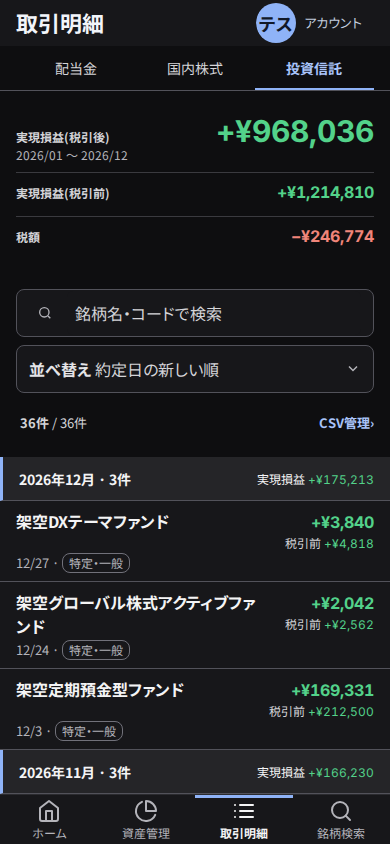 取引明細
テス アカウント
配当金 国内株式 投資信託
実現損益(税引後) +¥968,036
2026/01 〜 2026/12
実現損益(税引前) +¥1,214,810
税額 −¥246,774
銘柄名・コードで検索
並べ替え 約定日の新しい順
36件 / 36件 CSV管理›
2026年12月・3件 実現損益 +¥175,213
架空DXテーマファンド +¥3,840
税引前 +¥4,818
12/27・特定・一般
架空グローバル株式アクティブファ +¥2,042
ンド 税引前 +¥2,562
12/24・特定・一般
架空定期預金型ファンド +¥169,331
税引前 +¥212,500
12/3・特定・一般
2026年11月・3件 実現損益 +¥166,230
ホーム 資産管理 取引明細 銘柄検索